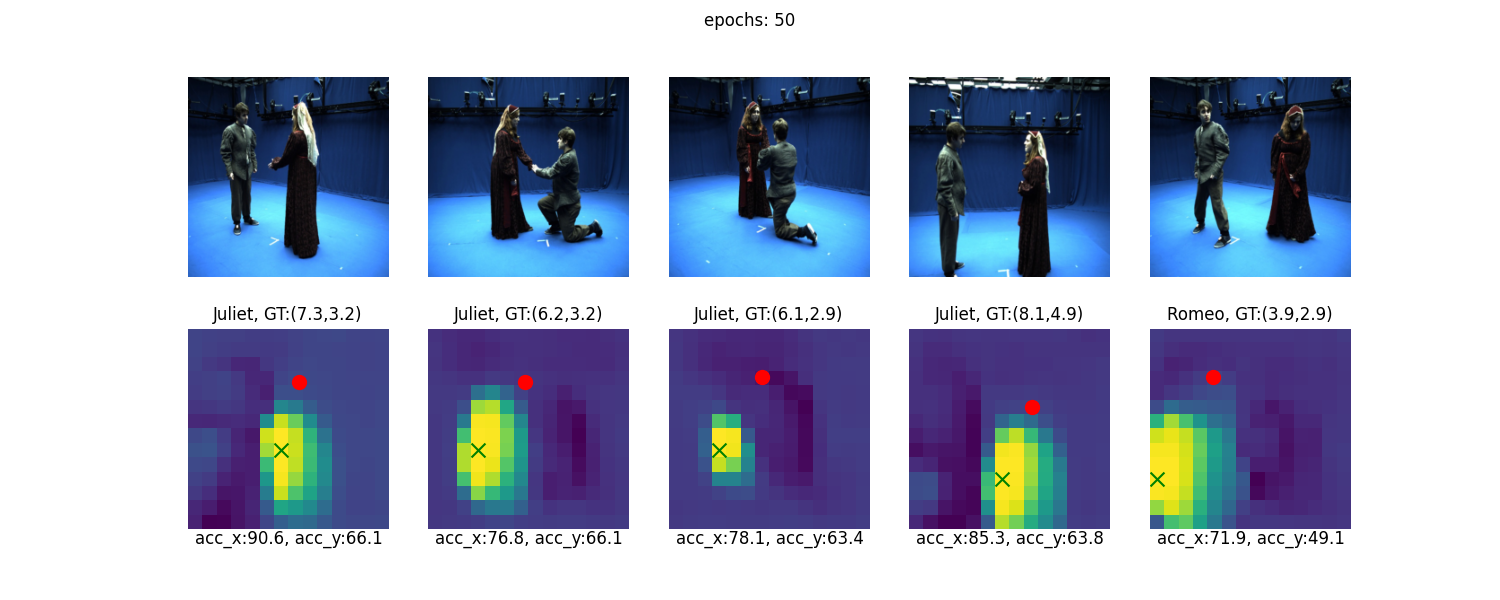 epochs: 50
Juliet, GT:(7.3,3.2)
Juliet, GT:(6.2,3.2)
Juliet, GT:(6.1,2.9)
Juliet, GT:(8.1,4.9)
Romeo, GT:(3.9,2.9)
acc_x:90.6, acc_y:66.1
acc_x:76.8, acc_y:66.1
acc_x:78.1, acc_y:63.4
acc_x:85.3, acc_y:63.8
acc_x:71.9, acc_y:49.1